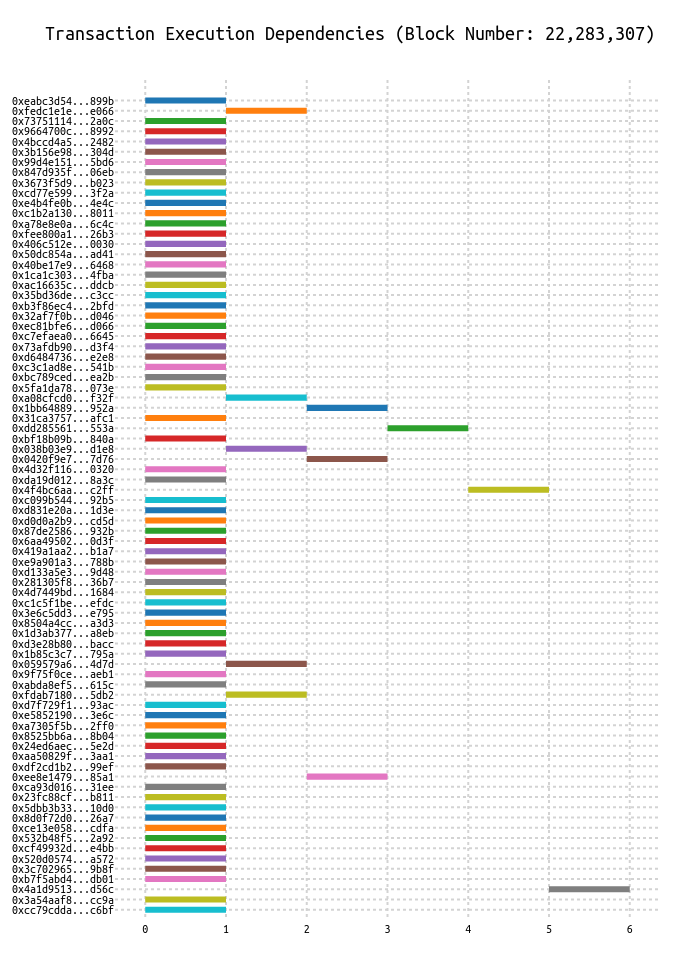 Transaction Execution Dependencies (Block Number: 22,283,307)
0xeabc3d54...899b
0xfedc1e1e...e066
0x73751114...2a0c
0x9664700c...8992
0x4bccd4a5...2482
0x3b156e98...304d
0x99d4e151...5bd6
0x847d935f...06eb
0x3673f5d9...b023
0xcd77e599...3f2a
0xe4b4fe0b...4e4c
0xc1b2a130...8011
0xa78e8e0a...6c4c
0xfee800a1...26b3
0x406c512e...0030
0x50dc854a...ad41
0x40be17e9...6468
0x1ca1c303...4fba
0xac16635c...ddcb
0x35bd36de...c3cc
0xb3f86ec4...2bfd
0x32af7f0b...d046
0xec81bfe6...d066
0xc7efaea0...6645
0x73afdb90...d3f4
0xd6484736...e2e8
0xc3c1ad8e...541b
0xbc789ced...ea2b
0x5fa1da78...073e
0xa08cfcd0...f32f
0x1bb64889...952a
0x31ca3757...afc1
0xdd285561...553a
0xbf18b09b...840a
0x038b03e9...d1e8
0x0420f9e7...7d76
0x4d32f116...0320
0xda19d012...8a3c
0x4f4bc6aa...c2ff
0xc099b544...92b5
0xd831e20a...1d3e
0xd0d0a2b9...cd5d
0x87de2586...932b
0x6aa49502...0d3f
0x419a1aa2...b1a7
0xe9a901a3...788b
0xd133a5e3...9d48
0x281305f8...36b7
0x4d7449bd...1684
0xc1c5f1be...efdc
0x3e6c5dd3...e795
0x8504a4cc...a3d3
0x1d3ab377...a8eb
0xd3e28b80...bacc
0x1b85c3c7...795a
0x059579a6...4d7d
0x9f75f0ce...aeb1
0xabda8ef5...615c
0xfdab7180...5db2
0xd7f729f1...93ac
0xe5852190...3e6c
0xa7305f5b...2ff0
0x8525bb6a...8b04
0x24ed6aec...5e2d
0xaa50829f...3aa1
0xdf2cd1b2...99ef
0xee8e1479...85a1
0xca93d016...31ee
0x23fc88cf...b811
0x5dbb3b33...10d0
0x8d0f72d0...26a7
0xce13e058...cdfa
0x532b48f5...2a92
0xcf49932d...e4bb
0x520d0574...a572
0x3c702965...9b8f
0xb7f5abd4...db01
0x4a1d9513...d56c
0x3a54aaf8...cc9a
0xcc79cdda...c6bf
0 1 2 3 4 5 6